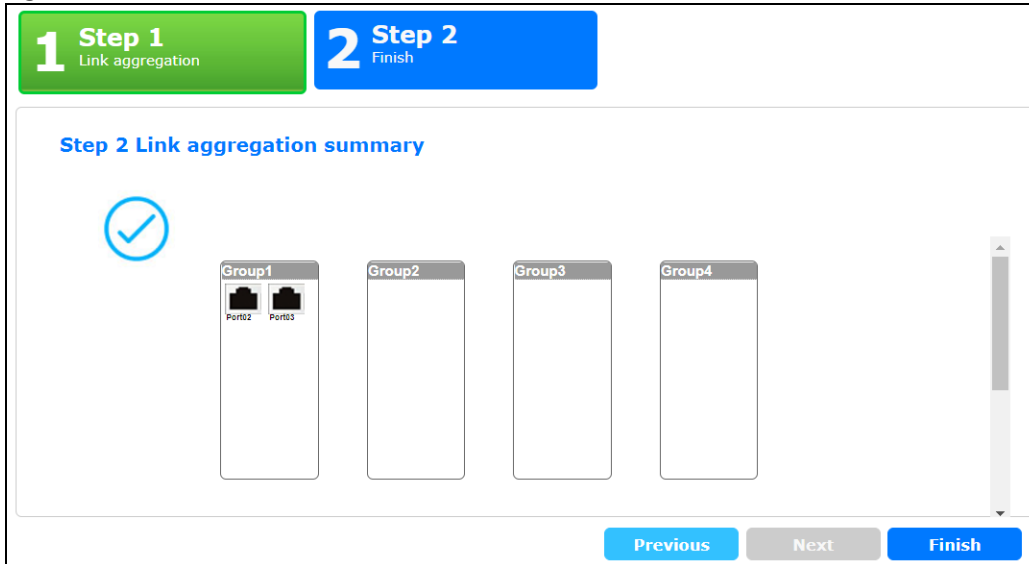 1 Step 1
Link aggregation
2 Step 2
Finish
Step 2 Link aggregation summary
Group1 Group2 Group3 Group4
Port02 Port03
Previous Next Finish